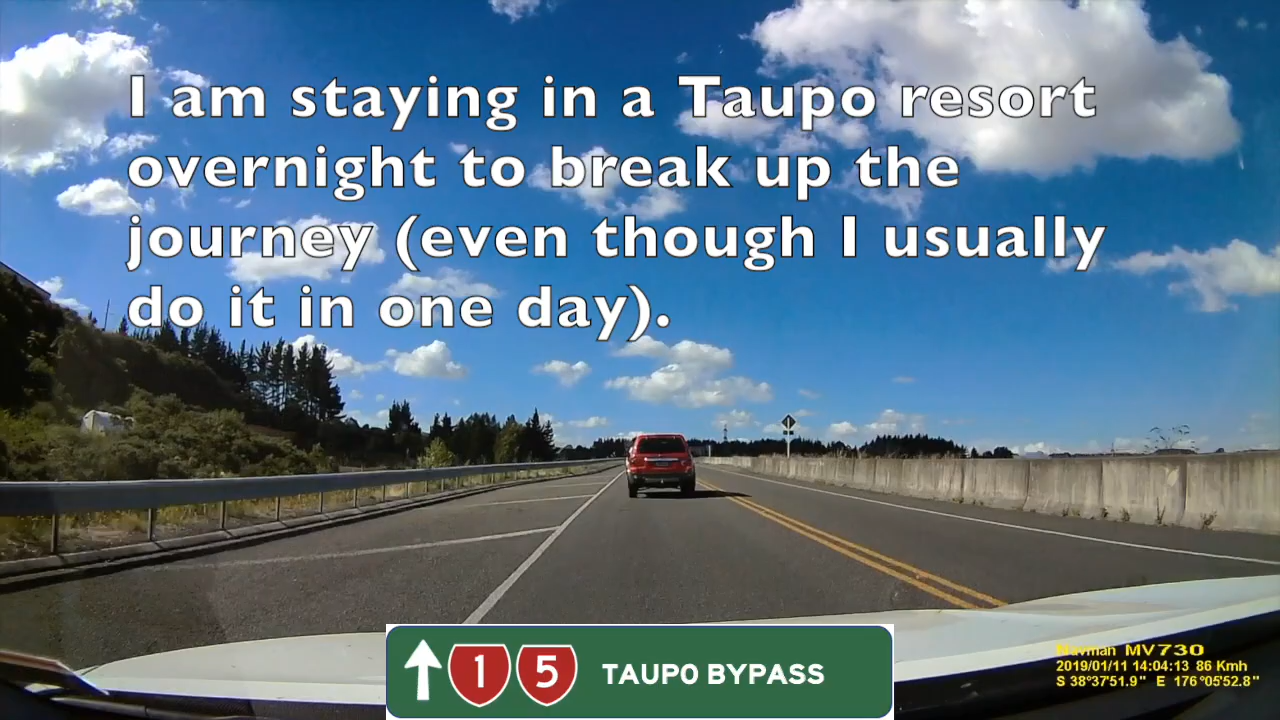 I am staying in a Taupo resort
overnight to break up the
journey (even though I usually
do it in one day).
1 5 TAUPO BYPASS
Navman MV730
2019/01/11 14:04:13 86 Kmh
S 38°37'51.9" E 176°05'52.8"